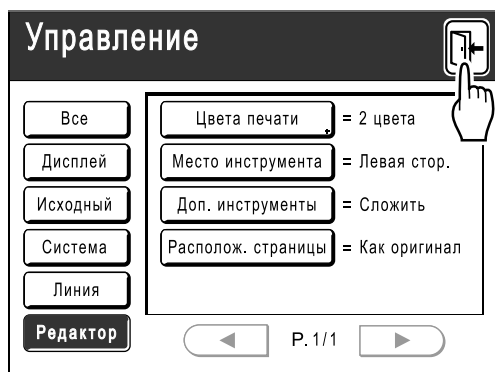 Управление
Все
Дисплей
Исходный
Система
Линия
Редактор
Цвета печати = 2 цвета
Место инструмента = Левая стор.
Доп. инструменты = Сложить
Располож. страницы = Как оригинал
P. 1/1